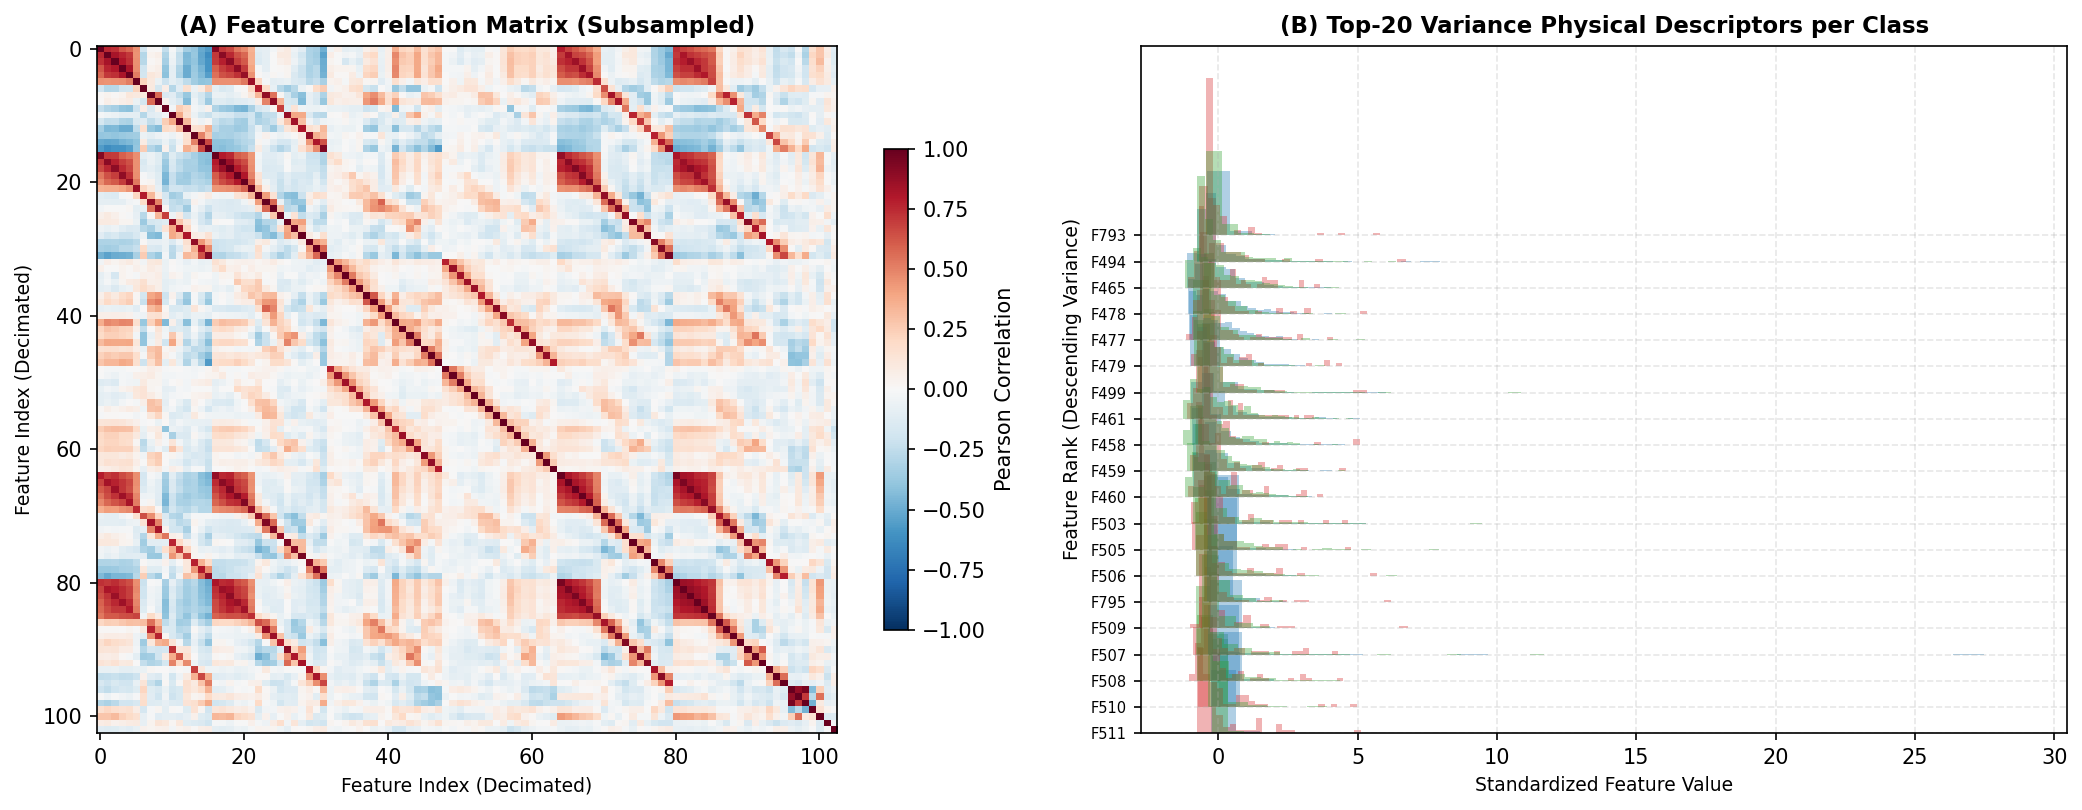 (A) Feature Correlation Matrix (Subsampled)
0
20
40
60
80
100
Feature Index (Decimated)
0
20
40
60
80
100
Feature Index (Decimated)
1.00
0.75
0.50
0.25
0.00
−0.25
−0.50
−0.75
−1.00
Pearson Correlation
(B) Top-20 Variance Physical Descriptors per Class
Feature Rank (Descending Variance)
F793
F494
F465
F478
F477
F479
F499
F461
F458
F459
F460
F503
F505
F506
F795
F509
F507
F508
F510
F511
0
5
10
15
20
25
30
Standardized Feature Value